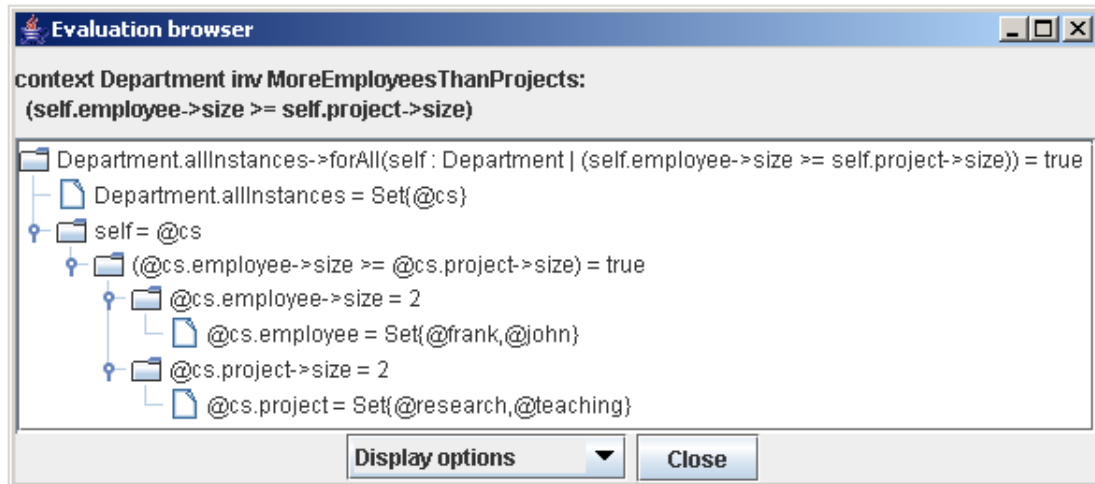 Evaluation browser
context Department inv MoreEmployeesThanProjects:
(self.employee->size >= self.project->size)
Department.allInstances->forAll(self : Department | (self.employee->size >= self.project->size)) = true
Department.allInstances = Set{@cs}
self = @cs
(@cs.employee->size >= @cs.project->size) = true
@cs.employee->size = 2
@cs.employee = Set{@frank,@john}
@cs.project->size = 2
@cs.project = Set{@research,@teaching}
Display options
Close